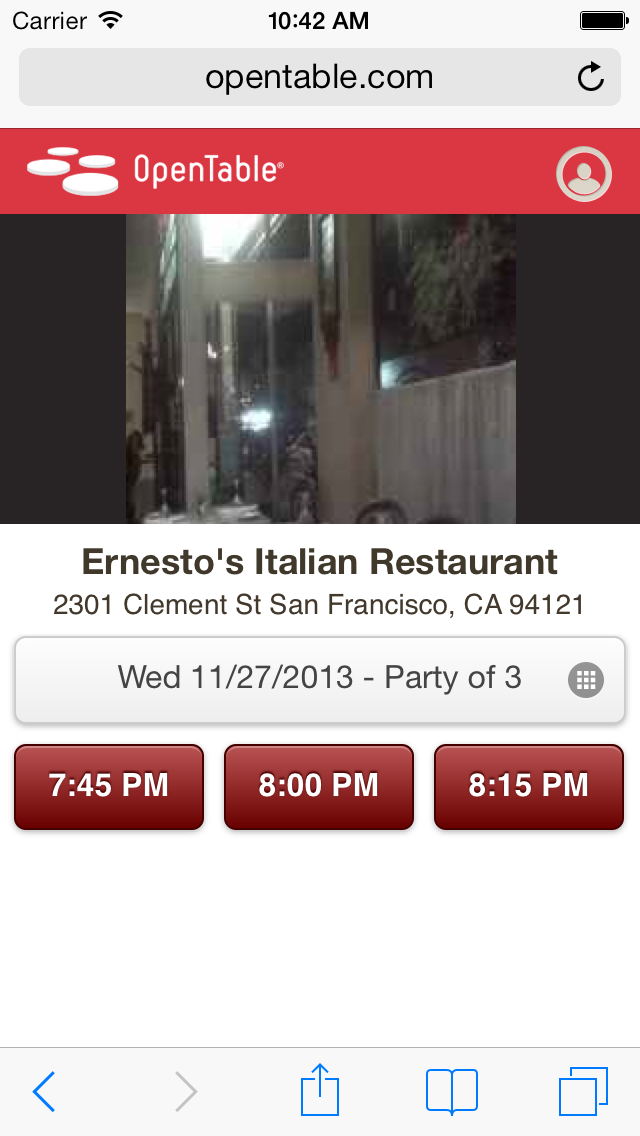 Carrier 10:42 AM
opentable.com
OpenTable®
Ernesto's Italian Restaurant
2301 Clement St San Francisco, CA 94121
Wed 11/27/2013 - Party of 3
7:45 PM 8:00 PM 8:15 PM